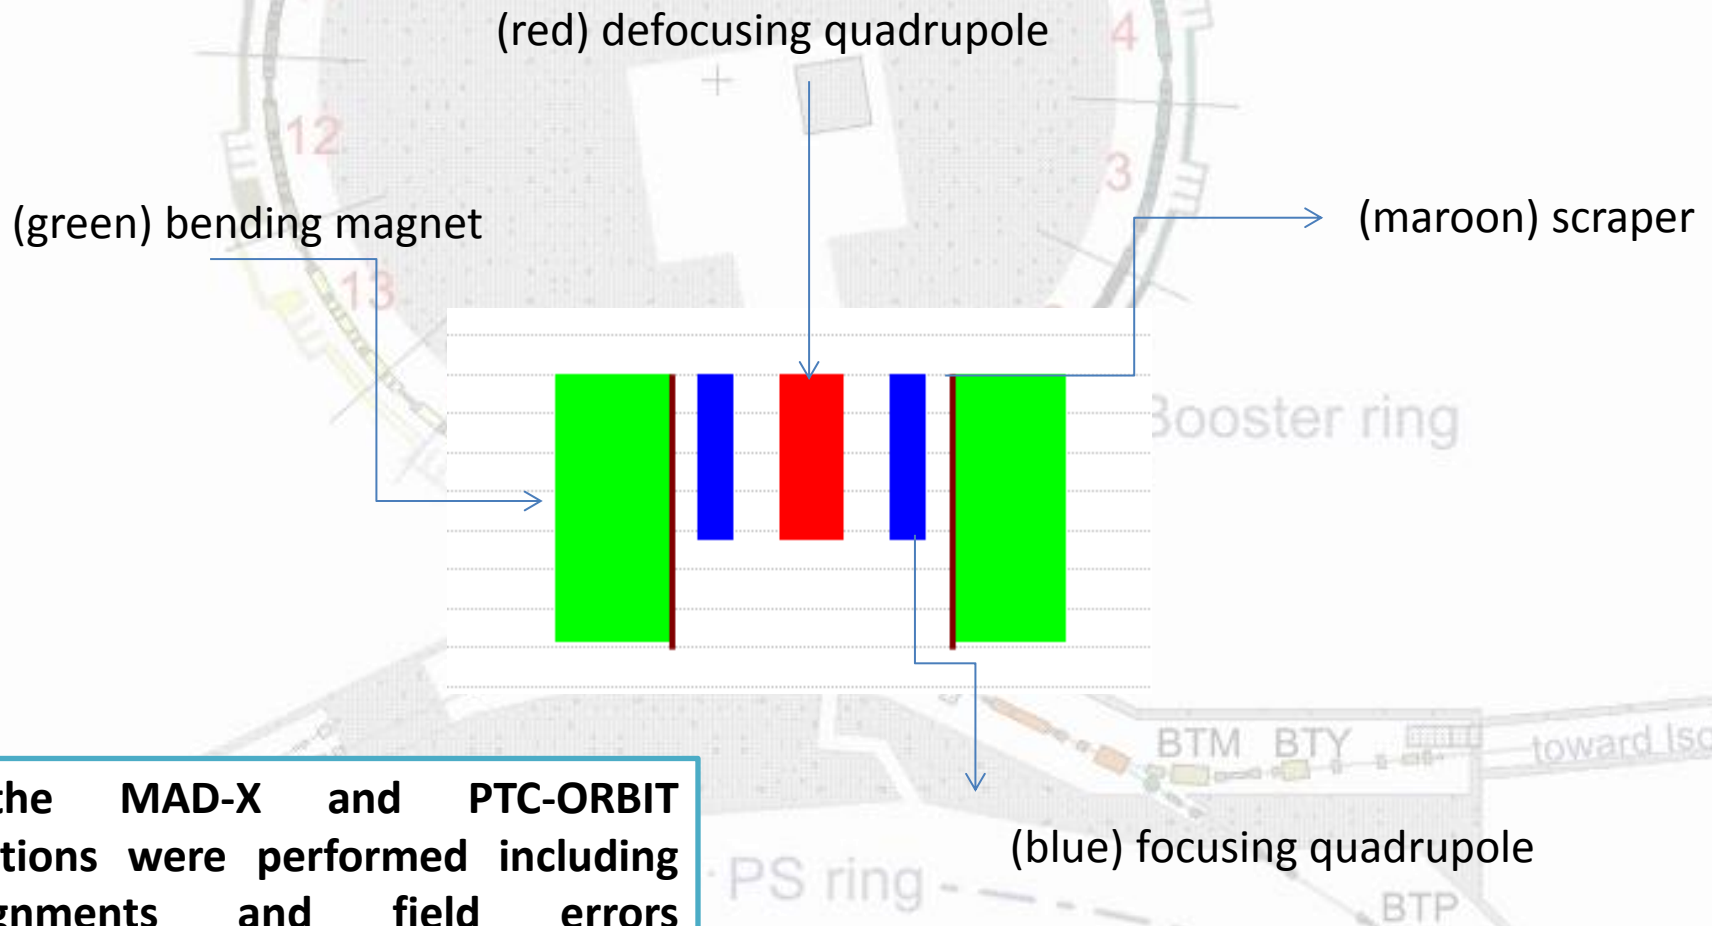 (red) defocusing quadrupole
4
12
3
(green) bending magnet
(maroon) scraper
13
Booster ring
BTM BTY
toward Iso
the MAD-X and PTC-ORBIT
tions were performed including
gnments and field errors
(blue) focusing quadrupole
PS ring
BTP